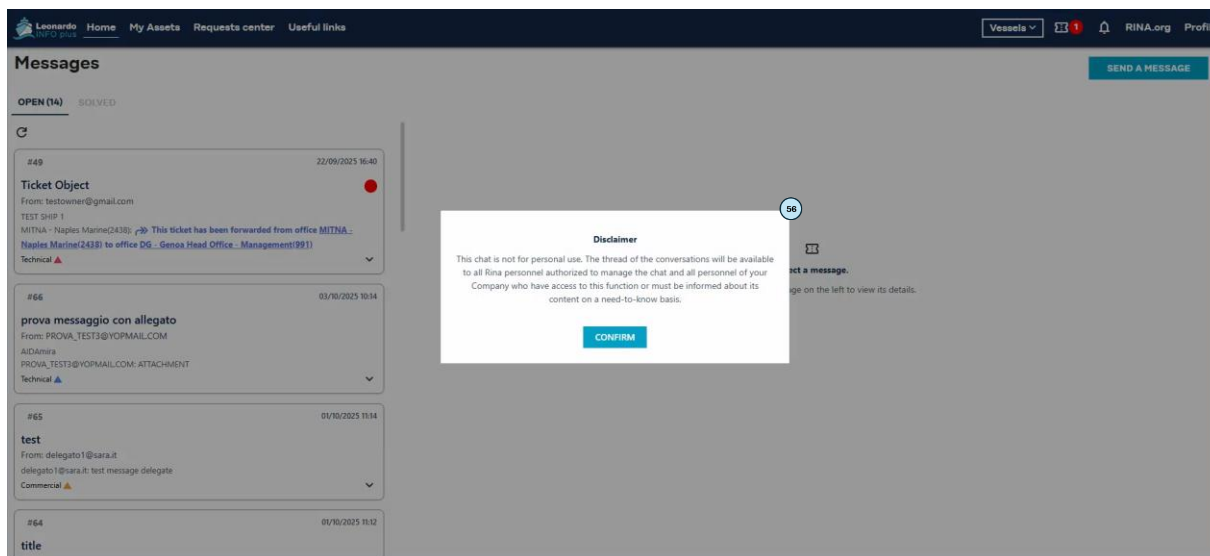 Leonardo
INFO plus
Home My Assets Requests center Useful links
Vessels
1
RINA.org
Messages
SEND A MESSAGE
OPEN (14) SOLVED
#49 22/09/2025 16:40
Ticket Object
From: testowner@gmail.com
TEST SHIP 1
MITNA - Naples Marine(2438): This ticket has been forwarded from office MITNA -
Naples Marine(2438) to office DG - Genoa Head Office - Management(991)
Technical
#66 03/10/2025 10:14
prova messaggio con allegato
From: PROVA_TEST3@YOPMAIL.COM
AIDAmira
PROVA_TEST3@YOPMAIL.COM: ATTACHMENT
Technical
#65 01/10/2025 11:14
test
From: delegato1@sara.it
delegato1@sara.it: test message delegate
Commercial
#64 01/10/2025 11:12
title
56
Disclaimer
This chat is not for personal use. The thread of the conversations will be available
to all Rina personnel authorized to manage the chat and all personnel of your
Company who have access to this function or must be informed about its
content on a need-to-know basis.
CONFIRM
a message.
on the left to view its details.